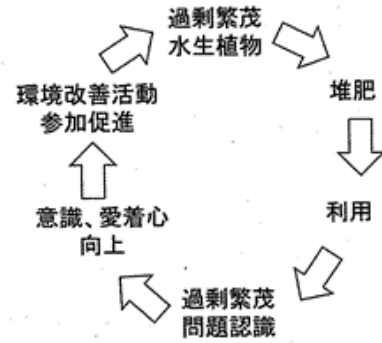 過剰繁茂
水生植物
堆肥
利用
過剰繁茂
問題認識
意識、愛着心
向上
環境改善活動
参加促進